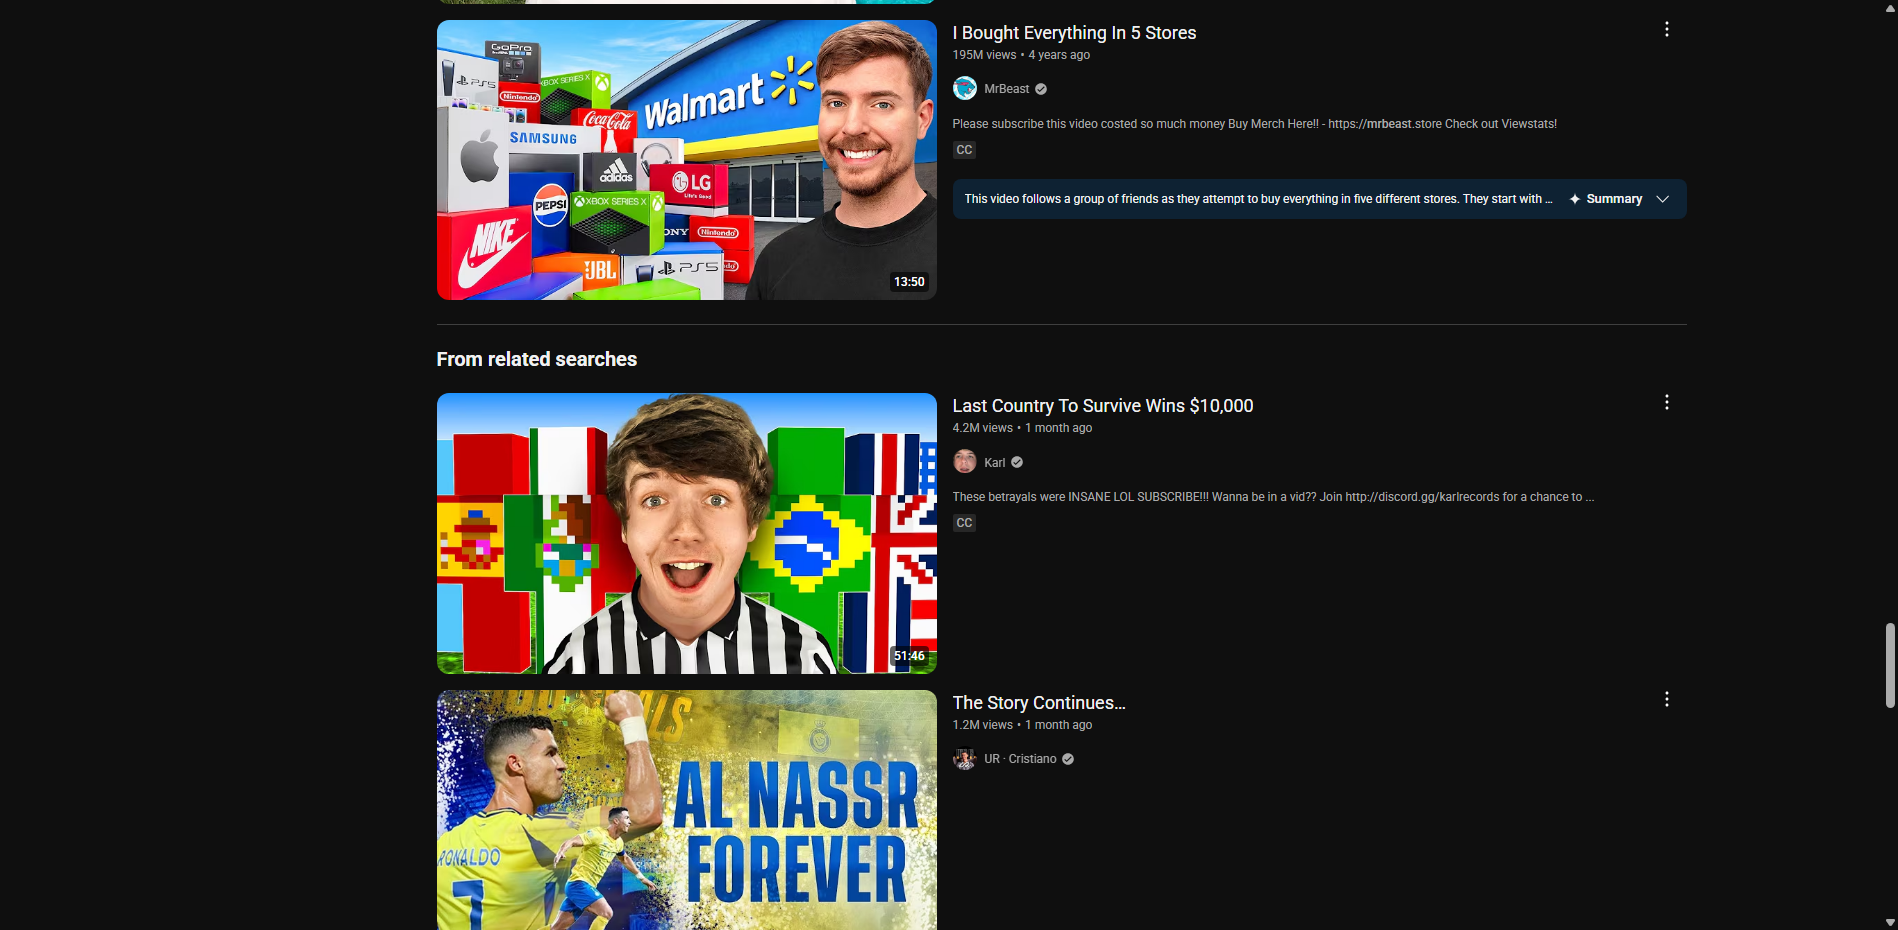 GoPro
PS5
XBOX SERIES X
Nintendo
Coca-Cola
SAMSUNG
adidas
LG
Life's Good
PEPSI
XBOX SERIES X
NIKE
SONY
Nintendo
JBL
PS5
Walmart
13:50
I Bought Everything In 5 Stores
195M views • 4 years ago
MrBeast
Please subscribe this video costed so much money Buy Merch Here!! - https://mrbeast.store Check out Viewstats!
CC
This video follows a group of friends as they attempt to buy everything in five different stores. They start with ...
Summary
From related searches
51:46
Last Country To Survive Wins $10,000
4.2M views • 1 month ago
Karl
These betrayals were INSANE LOL SUBSCRIBE!!! Wanna be in a vid?? Join http://discord.gg/karlrecords for a chance to ...
CC
RONALDO
7
AL NASSR
FOREVER
The Story Continues...
1.2M views • 1 month ago
UR · Cristiano